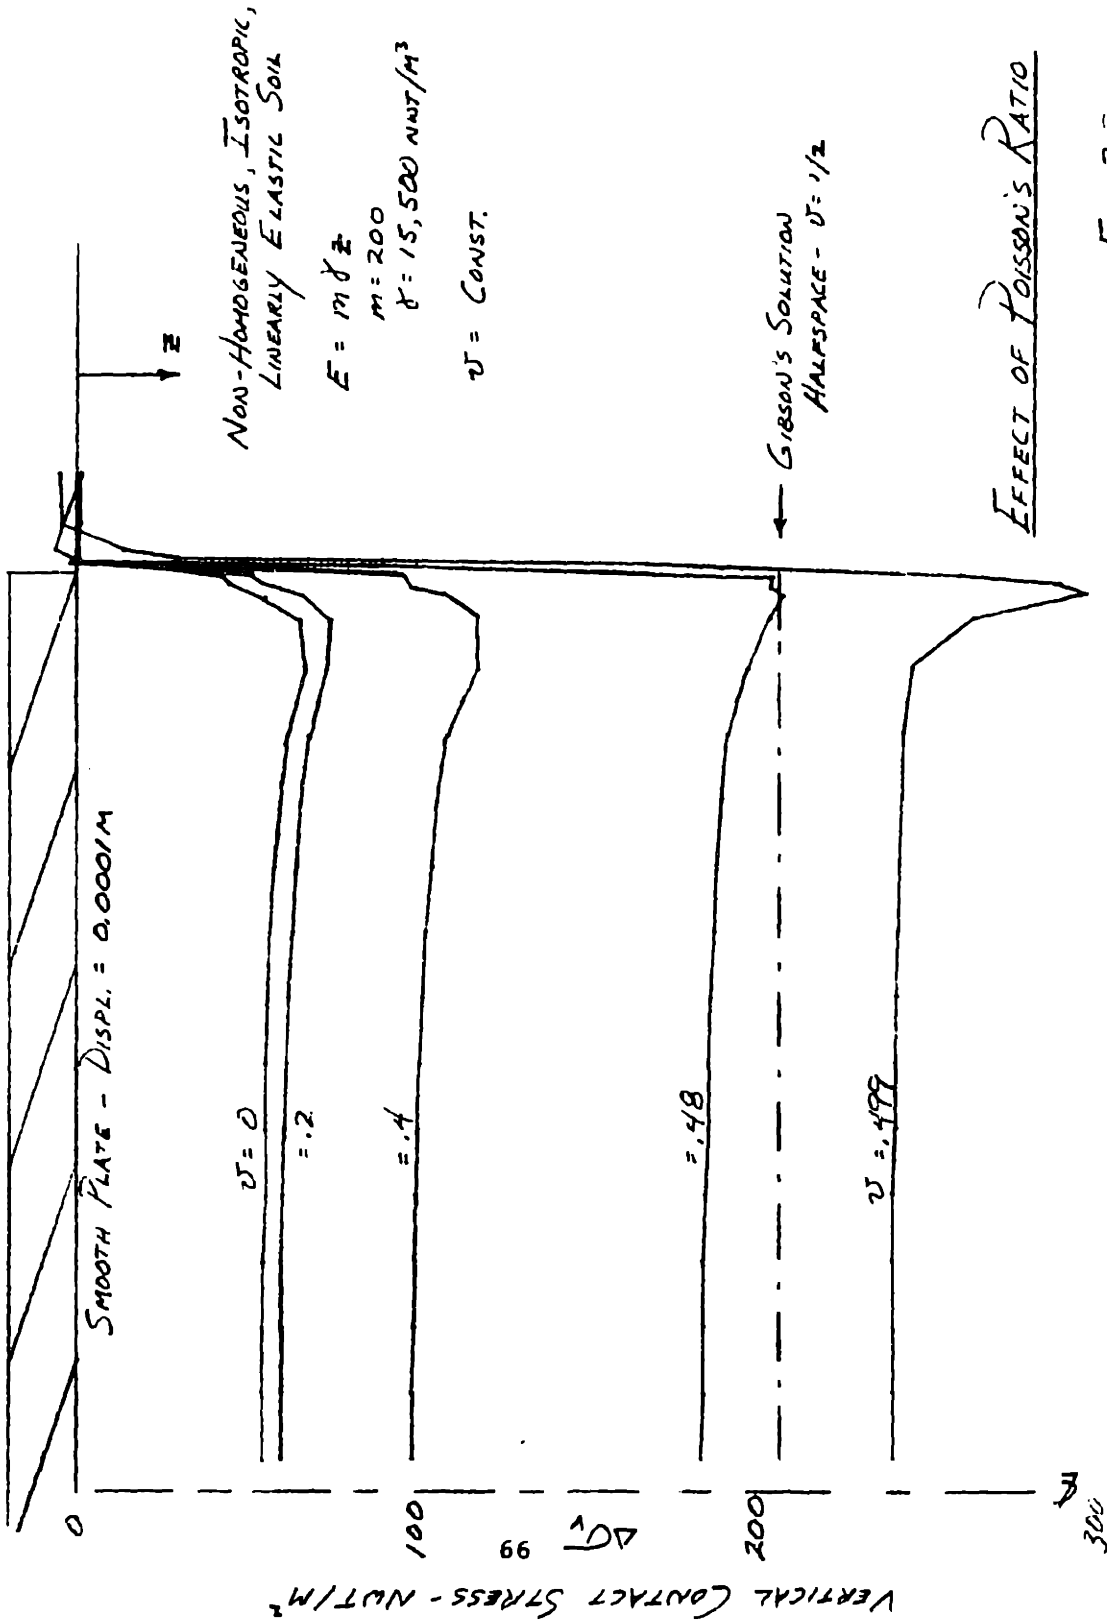 NON-HOMOGENEOUS, ISOTROPIC,
LINEARLY ELASTIC SOIL
E = m γ z
m = 200
γ = 15,500 NWT/M³
ν = CONST.
z
SMOOTH PLATE - DISPL. = 0.0001 M
ν = 0
= .2
= .4
= .48
ν = .499
GIBSON'S SOLUTION
HALFSPACE - ν = 1/2
EFFECT OF POISSON'S RATIO
0
100
200
300
Δσv
VERTICAL CONTACT STRESS - NWT/M²
99